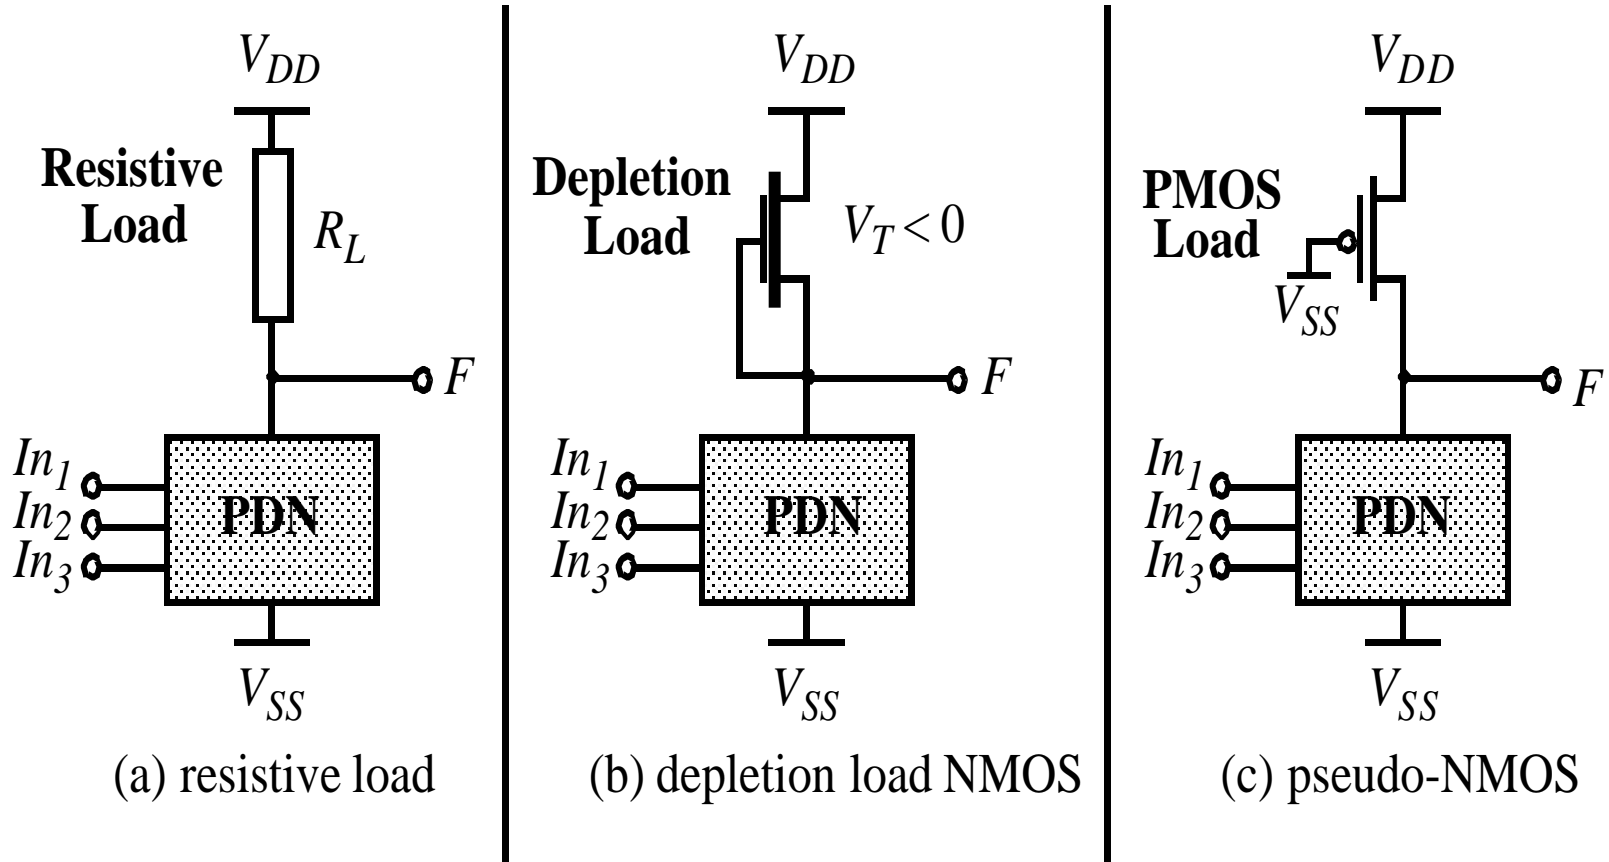 V_DD
Resistive
Load
R_L
F
In_1
In_2
In_3
PDN
V_SS
(a) resistive load
V_DD
Depletion
Load
V_T < 0
F
In_1
In_2
In_3
PDN
V_SS
(b) depletion load NMOS
V_DD
PMOS
Load
V_SS
F
In_1
In_2
In_3
PDN
V_SS
(c) pseudo-NMOS